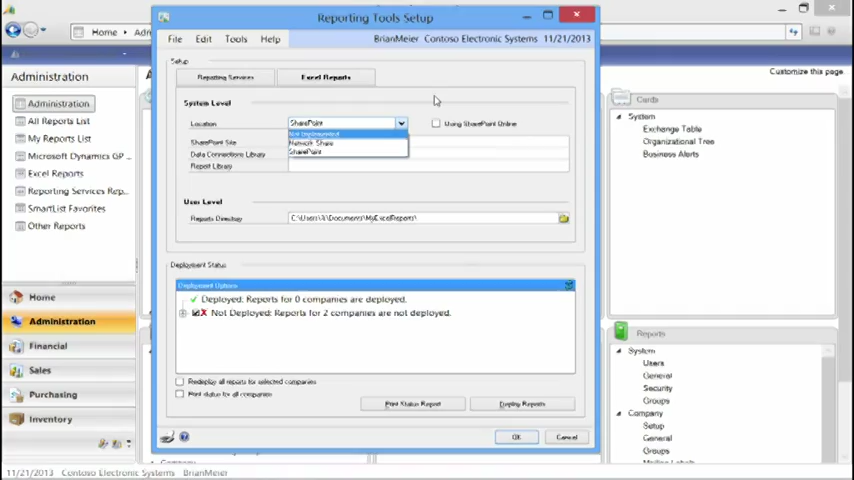 Reporting Tools Setup
File Edit Tools Help
BrianMeier Contoso Electronic Systems 11/21/2013
Home
Customize this page.
Administration
Administration
All Reports List
My Reports List
Microsoft Dynamics GP ...
Excel Reports
Reporting Services Rep...
SmartList Favorites
Other Reports
Home
Administration
Financial
Sales
Purchasing
Inventory
Setup
Reporting Services
Excel Reports
System Level
Location
SharePoint
Using SharePoint Online
Not Implemented
Network Share
SharePoint
SharePoint Site
Data Connections Library
Report Library
User Level
Reports Directory
Deployment Status
Deployment Options
Deployed: Reports for 0 companies are deployed.
Not Deployed: Reports for 2 companies are not deployed.
Redeploy all reports for selected companies
Print status for all companies
Print Status Report
Deploy Reports
OK
Cancel
Cards
System
Exchange Table
Organizational Tree
Business Alerts
Reports
System
Users
General
Security
Groups
Company
Setup
General
Groups
Mailing Labels
11/21/2013 Contoso Electronic Systems BrianMeier